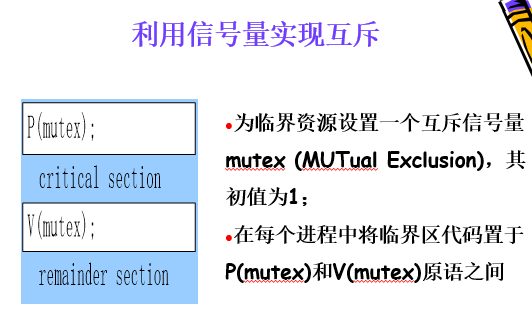 利用信号量实现互斥
P(mutex);
critical section
V(mutex);
remainder section
•为临界资源设置一个互斥信号量
mutex (MUTual Exclusion)，其
初值为1；
•在每个进程中将临界区代码置于
P(mutex)和V(mutex)原语之间